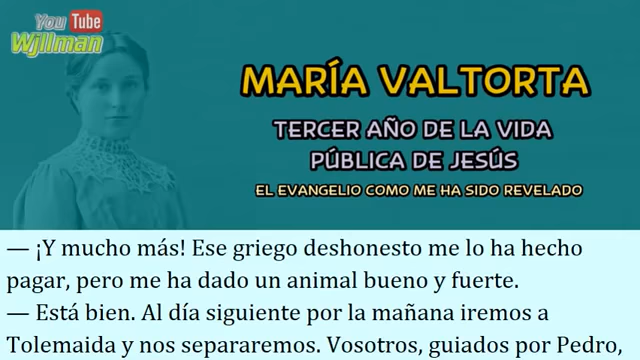 You Tube
Wjllman
MARÍA VALTORTA
TERCER AÑO DE LA VIDA
PÚBLICA DE JESÚS
EL EVANGELIO COMO ME HA SIDO REVELADO
— ¡Y mucho más! Ese griego deshonesto me lo ha hecho
pagar, pero me ha dado un animal bueno y fuerte.
— Está bien. Al día siguiente por la mañana iremos a
Tolemaida y nos separaremos. Vosotros, guiados por Pedro,